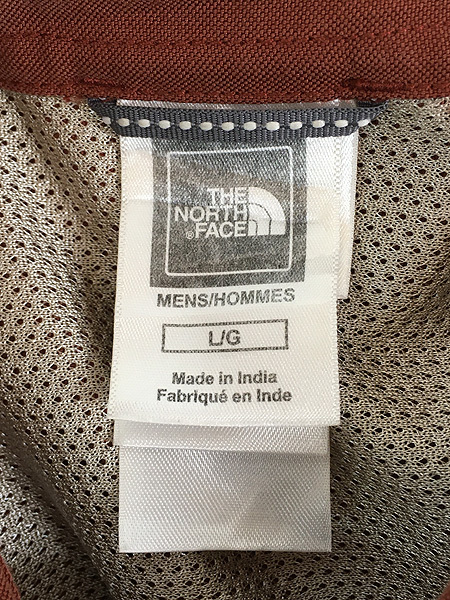 THE
NORTH
®FACE
MENS/HOMMES
L/G
Made in India
Fabriqué en Inde